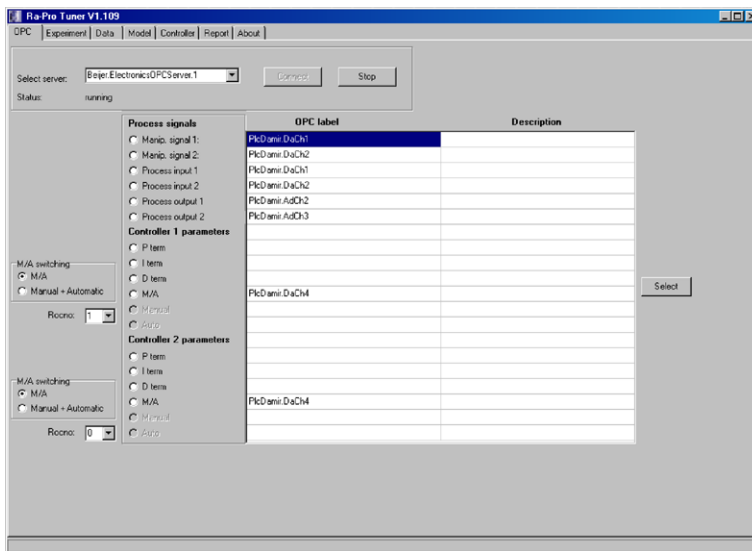 Ra-Pro Tuner V1.109
OPC Experiment Data Model Controller Report About
Select server: Beijer.ElectronicsOPCServer.1 Connect Stop
Status: running
Process signals OPC label Description
Manip. signal 1: PlcDamir.DaCh1
Manip. signal 2: PlcDamir.DaCh2
Process input 1 PlcDamir.DaCh1
Process input 2 PlcDamir.DaCh2
Process output 1 PlcDamir.AdCh2
Process output 2 PlcDamir.AdCh3
Controller 1 parameters
P term
I term
D term
M/A PlcDamir.DaCh4
Manual
Auto
M/A switching
M/A
Manual + Automatic
Rocno: 1
Select
Controller 2 parameters
P term
I term
D term
M/A PlcDamir.DaCh4
Manual
Auto
M/A switching
M/A
Manual + Automatic
Rocno: 0